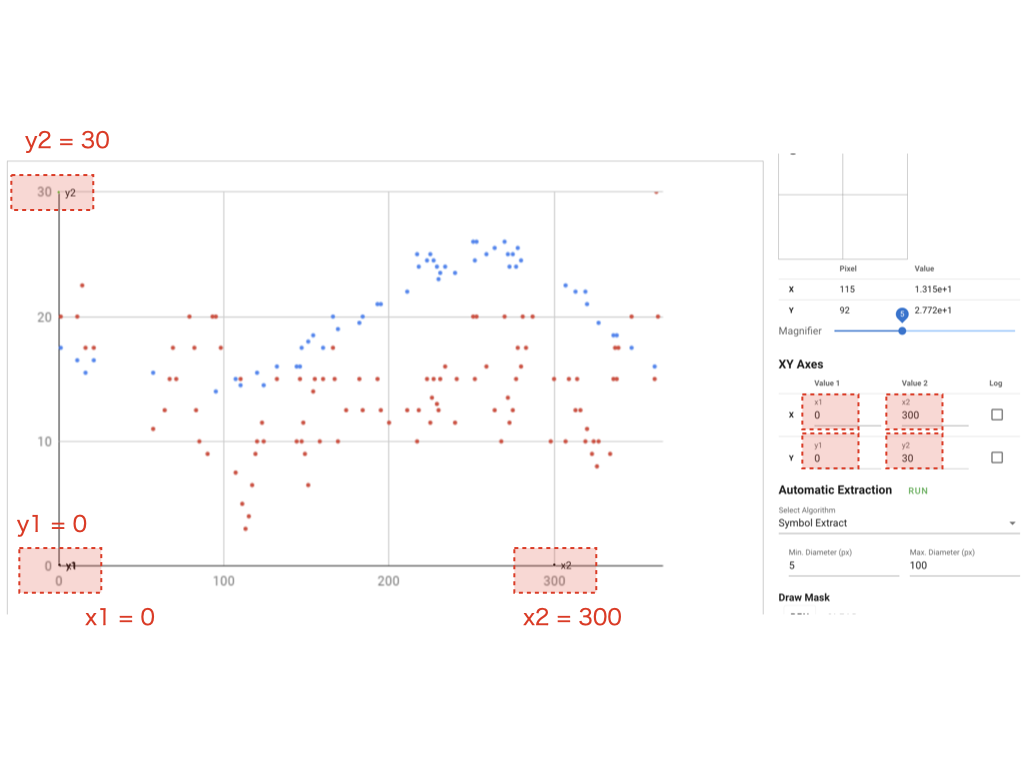 y2 = 30
30 y2
20
10
y1 = 0
0 x1
0 100 200 300
x2
x1 = 0 x2 = 300
Pixel Value
X 115 1.315e+1
Y 92 2.772e+1
5
Magnifier
XY Axes
Value 1 Value 2 Log
x1 x2
X 0 300
y1 y2
Y 0 30
Automatic Extraction RUN
Select Algorithm
Symbol Extract
Min. Diameter (px) Max. Diameter (px)
5 100
Draw Mask